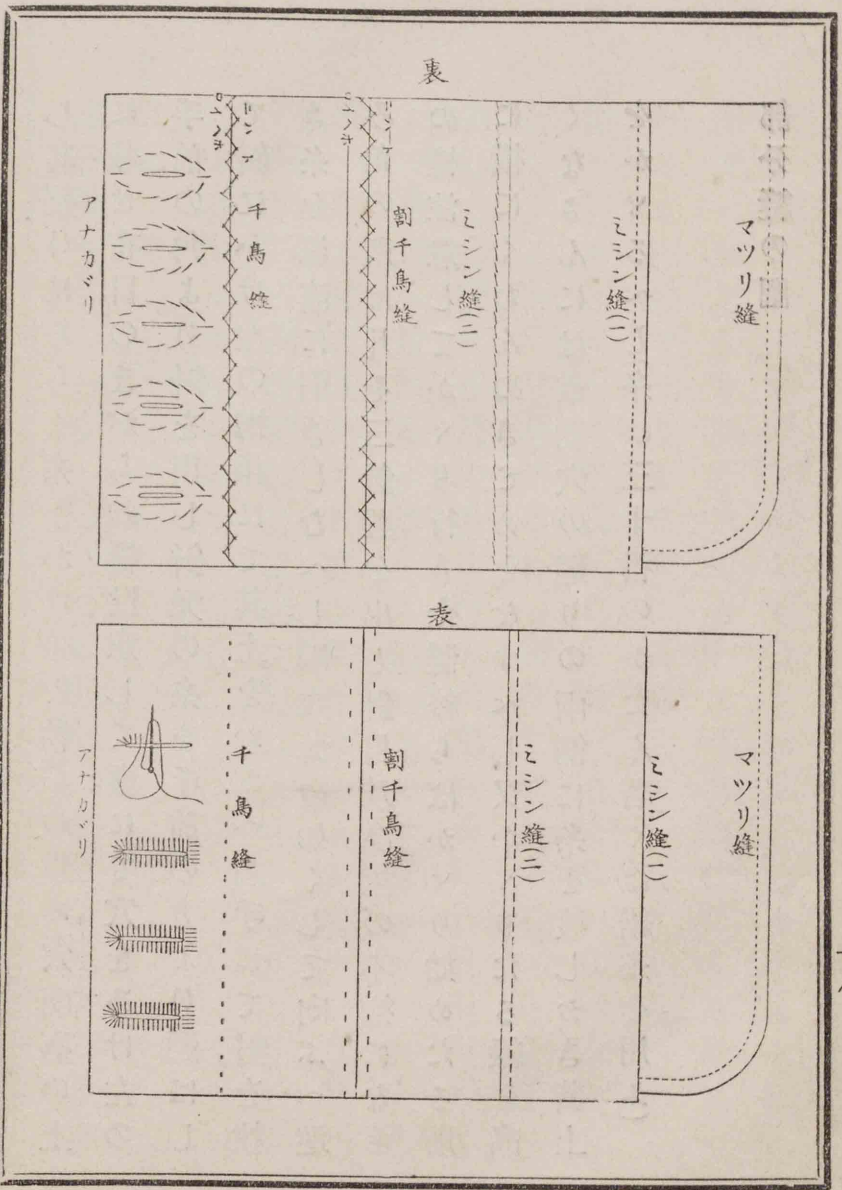 裏
マツリ縫
ミシン縫(一)
ミシン縫(二)
割千鳥縫
千鳥縫
アナカガリ
表
マツリ縫
ミシン縫(一)
ミシン縫(二)
割千鳥縫
千鳥縫
アナカガリ